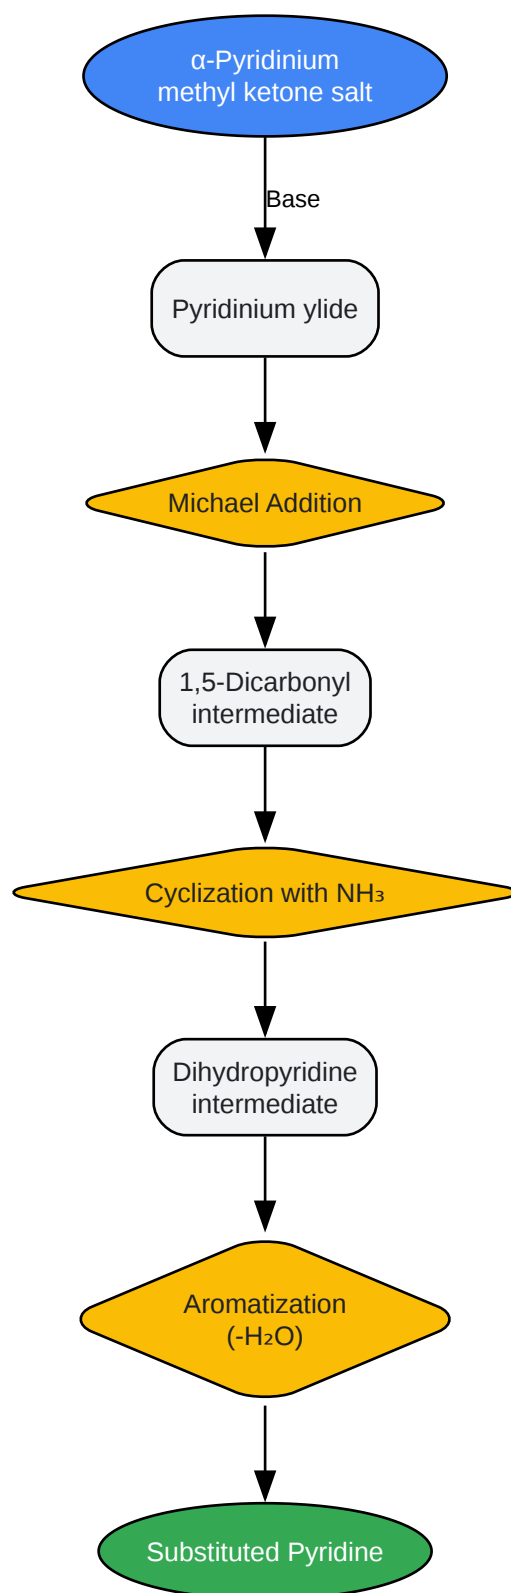 α-Pyridinium
methyl ketone salt
Base
Pyridinium ylide
Michael Addition
1,5-Dicarbonyl
intermediate
Cyclization with NH₃
Dihydropyridine
intermediate
Aromatization
(-H₂O)
Substituted Pyridine